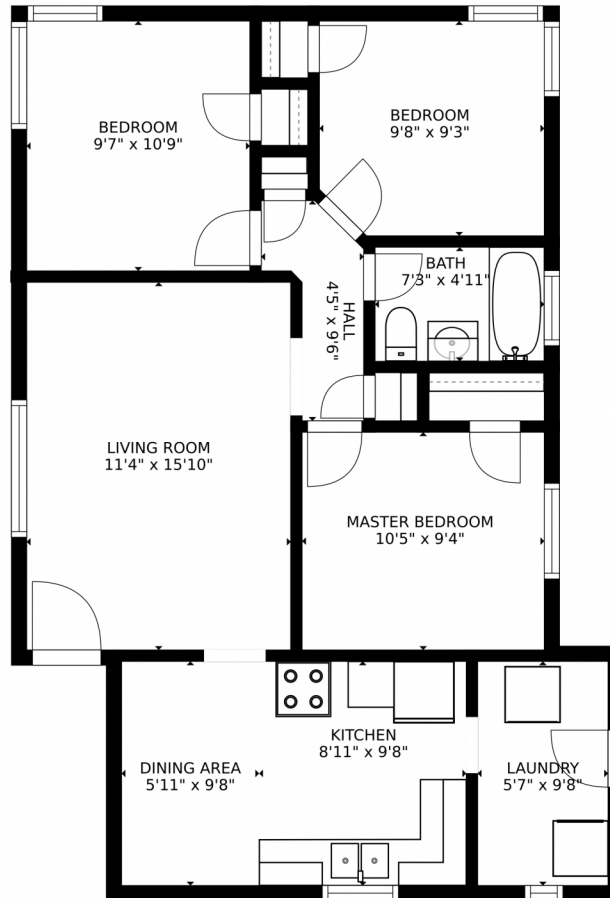 BEDROOM
9'7" x 10'9"
BEDROOM
9'8" x 9'3"
BATH
7'3" x 4'11"
HALL
4'5" x 9'6"
LIVING ROOM
11'4" x 15'10"
MASTER BEDROOM
10'5" x 9'4"
KITCHEN
8'11" x 9'8"
DINING AREA
5'11" x 9'8"
LAUNDRY
5'7" x 9'8"